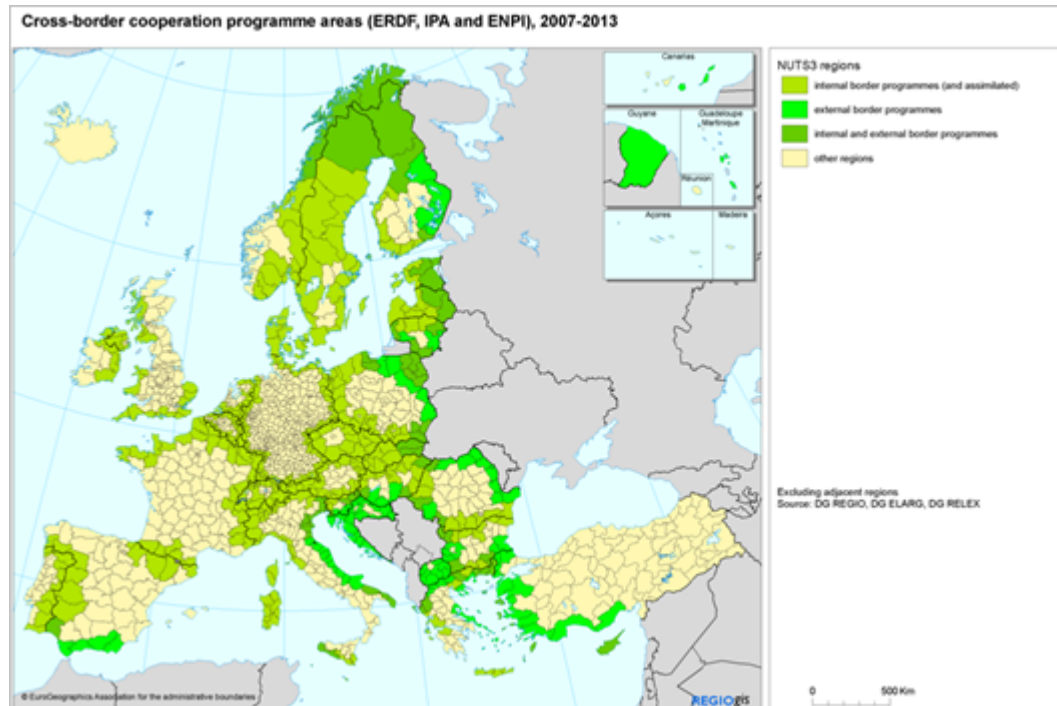 Cross-border cooperation programme areas (ERDF, IPA and ENPI), 2007-2013
Canarias
Guyane
Guadeloupe
Martinique
Réunion
Açores
Madeira
NUTS3 regions
internal border programmes (and assimilated)
external border programmes
internal and external border programmes
other regions
Excluding adjacent regions
Source: DG REGIO, DG ELARG, DG RELEX
© EuroGeographics Association for the administrative boundaries
REGIOgis
0 500 Km